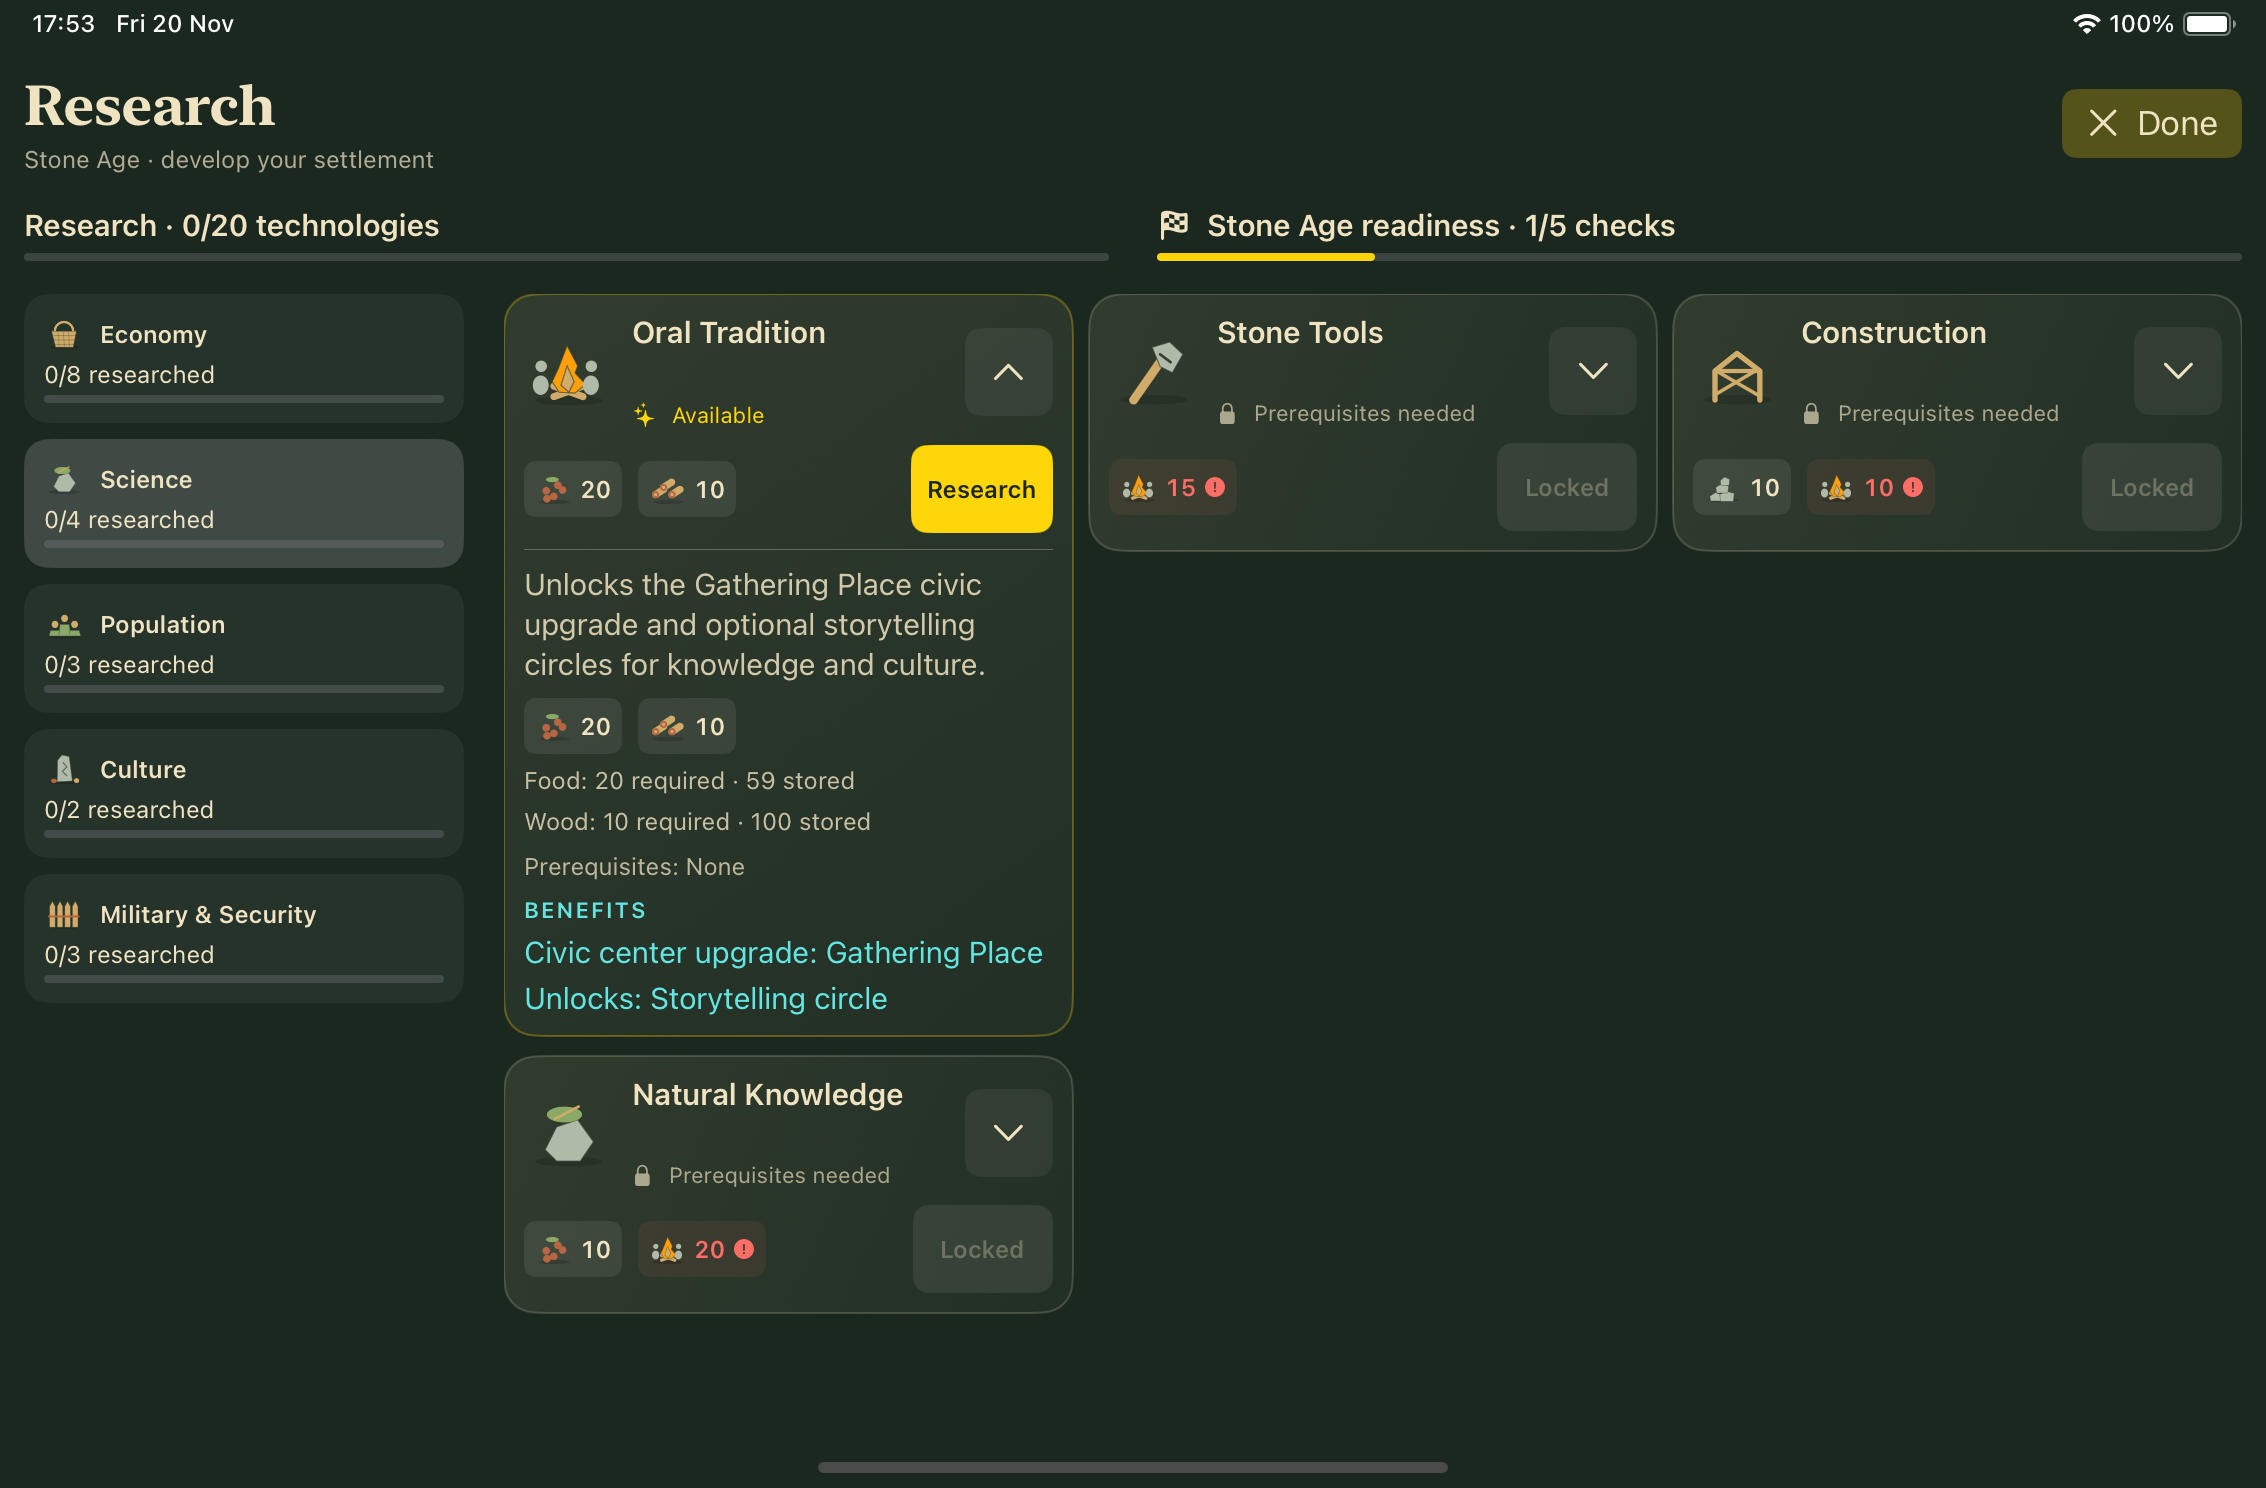 17:53 Fri 20 Nov
100%
Research
Stone Age · develop your settlement
Done
Research · 0/20 technologies
Stone Age readiness · 1/5 checks
Economy
0/8 researched
Science
0/4 researched
Population
0/3 researched
Culture
0/2 researched
Military & Security
0/3 researched
Oral Tradition
Available
20
10
Research
Unlocks the Gathering Place civic
upgrade and optional storytelling
circles for knowledge and culture.
20
10
Food: 20 required · 59 stored
Wood: 10 required · 100 stored
Prerequisites: None
BENEFITS
Civic center upgrade: Gathering Place
Unlocks: Storytelling circle
Stone Tools
Prerequisites needed
15
Locked
Construction
Prerequisites needed
10
10
Locked
Natural Knowledge
Prerequisites needed
10
20
Locked